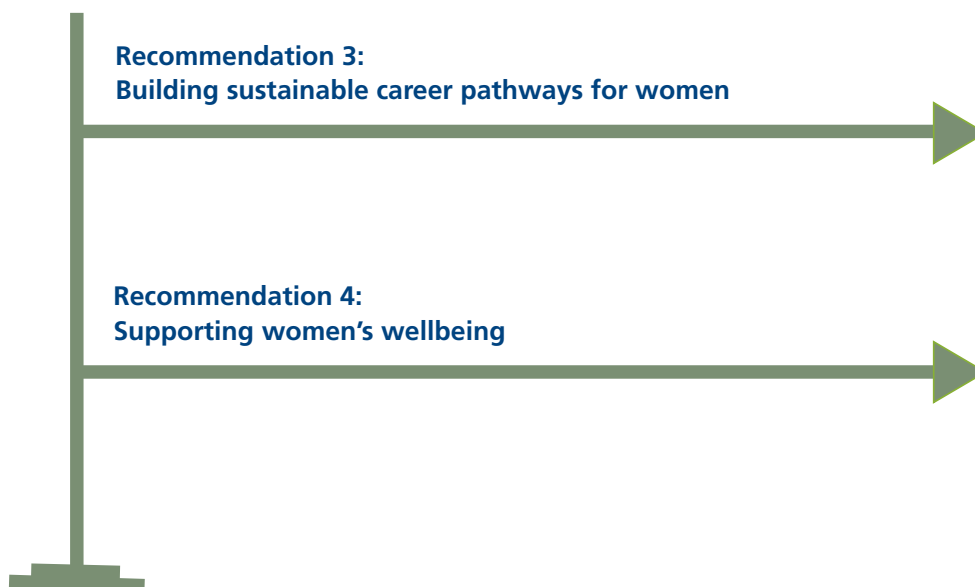 Recommendation 3:
Building sustainable career pathways for women
Recommendation 4:
Supporting women’s wellbeing